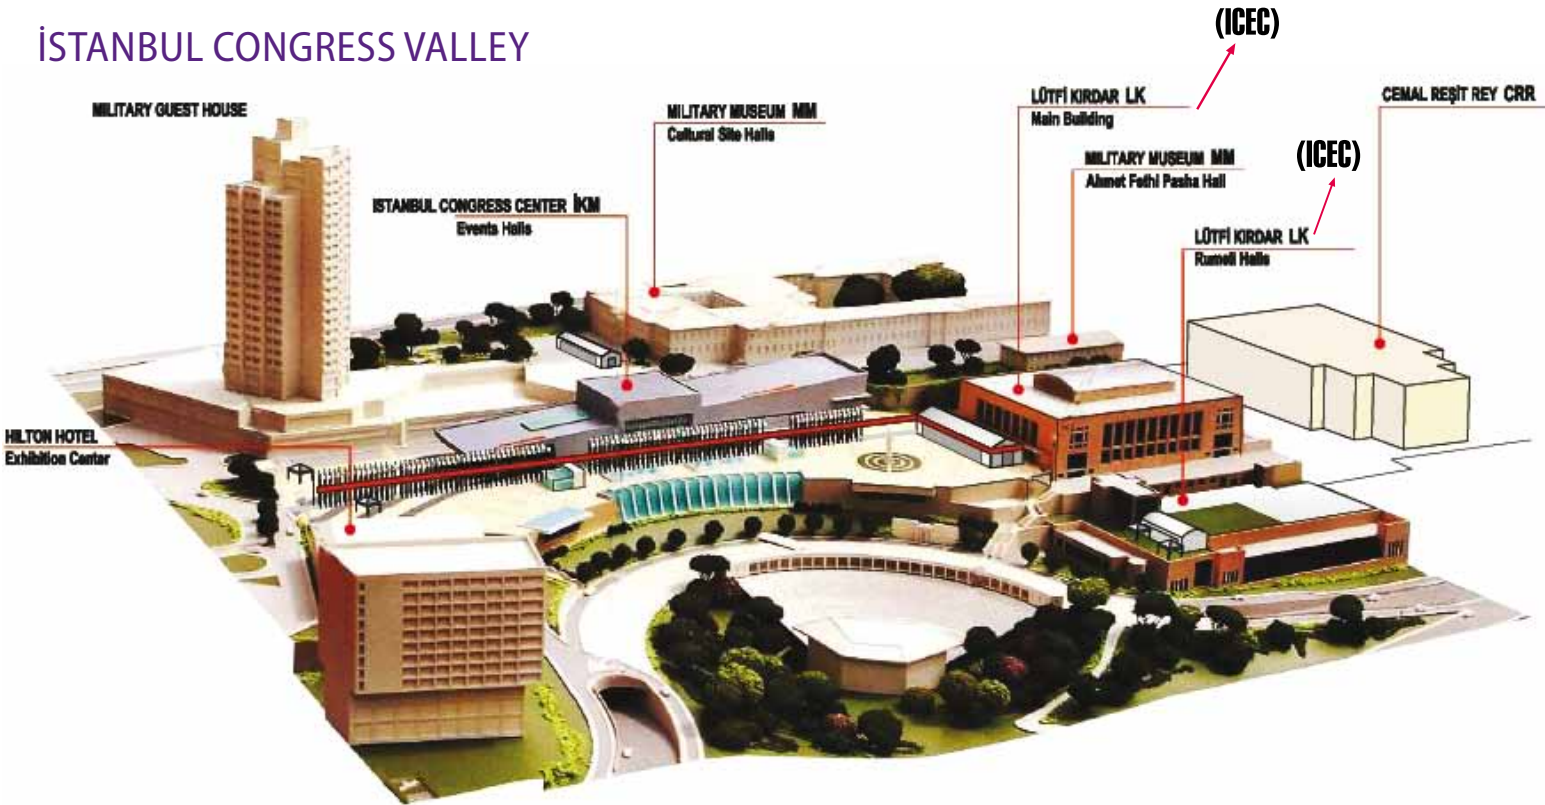 İSTANBUL CONGRESS VALLEY
(ICEC)
MILITARY GUEST HOUSE
MILITARY MUSEUM MM
Cultural Site Halls
LÜTFİ KIRDAR LK
Main Building
CEMAL REŞİT REY CRR
(ICEC)
MILITARY MUSEUM MM
Ahmet Fethi Pasha Hall
ISTANBUL CONGRESS CENTER İKM
Events Halls
LÜTFİ KIRDAR LK
Rumeli Halls
HILTON HOTEL
Exhibition Center